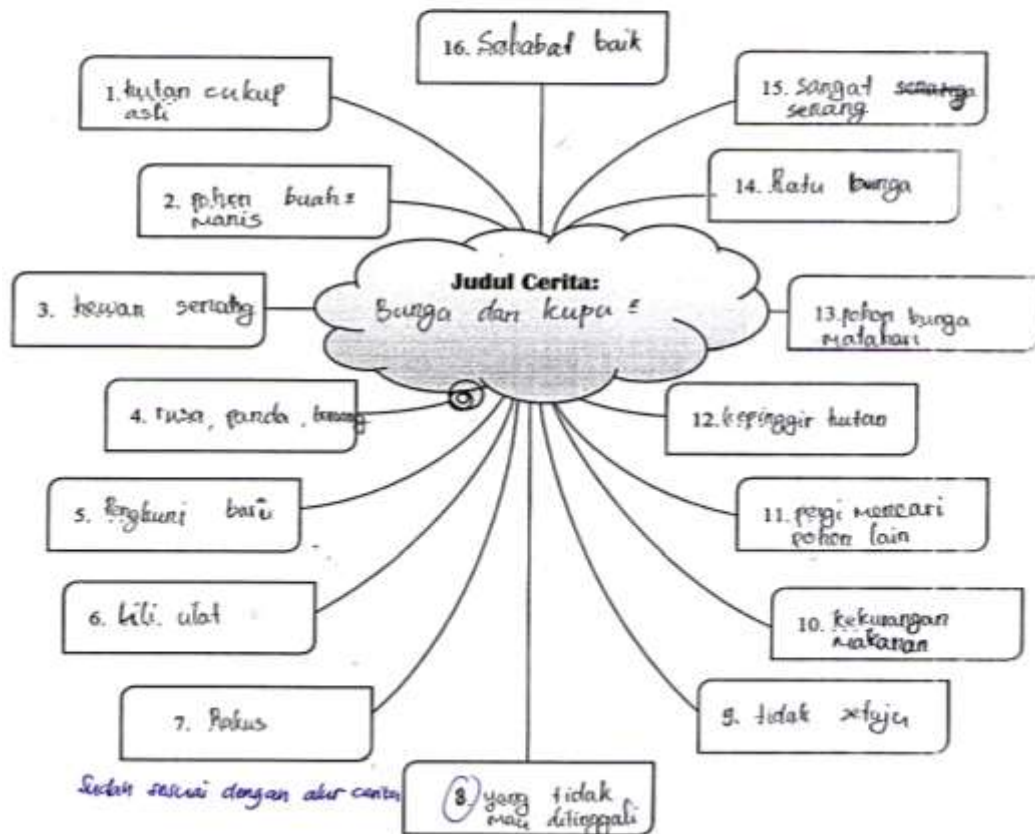 16. Sahabat baik
1. hutan cukup
asli
15. sangat
senang
2. pohon buah²
manis
14. Ratu bunga
Judul Cerita:
Bunga dan kupu²
3. hewan senang
13. pohon bunga
matahari
4. rusa, panda,
12. kepinggir hutan
5. Penghuni baru
11. pergi mencari
pohon lain
6. Lili ulat
10. kekurangan
makanan
7. Rakus
9. tidak setuju
Sudah sesuai dengan alur cerita
8. yang tidak
mau ditinggali